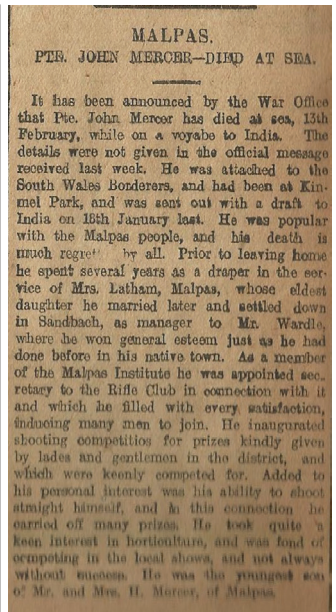 MALPAS.
PTE. JOHN MERCER—DIED AT SEA.
It has been announced by the War Office
that Pte. John Mercer has died at sea, 13th
February, while on a voyabe to India. The
details were not given in the official message
received last week. He was attached to the
South Wales Borderers, and had been at Kin-
mel Park, and was sent out with a draft to
India on 18th January last. He was popular
with the Malpas people, and his death is
much regret by all. Prior to leaving home
he spent several years as a draper in the ser-
vice of Mrs. Latham, Malpas, whose eldest
daughter he married later and settled down
in Sandbach, as manager to Mr. Wardle,
where he won general esteem just as he had
done before in his native town. As a member
of the Malpas Institute he was appointed sec.
retary to the Rifle Club in connection with it
and which he filled with every satisfaction,
inducing many men to join. He inaugurated
shooting competitios for prizes kindly given
by lades and gentlemen in the district, and
which were keenly competed for. Added to
his personal interest was his ability to shoot
straight himself, and in this connection he
carried off many prizes. He took quite a
keen interest in horticulture, and was fond of
competing in the local shows, and not always
without success. He was the youngest son
of Mr. and Mrs. H. Mercer, of Malpas.